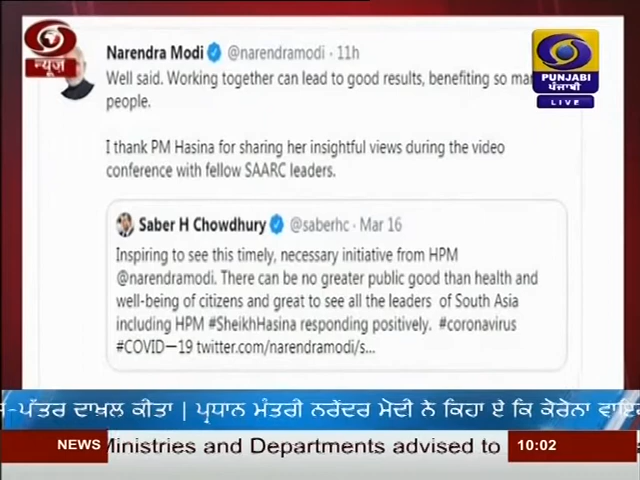 न्यूज़
PUNJABI
ਪੰਜਾਬੀ
LIVE
Narendra Modi @narendramodi · 11h
Well said. Working together can lead to good results, benefiting so
people.
I thank PM Hasina for sharing her insightful views during the video
conference with fellow SAARC leaders.
Saber H Chowdhury @saberhc · Mar 16
Inspiring to see this timely, necessary initiative from HPM
@narendramodi. There can be no greater public good than health and
well-being of citizens and great to see all the leaders of South Asia
including HPM #SheikhHasina responding positively. #coronavirus
#COVID—19 twitter.com/narendramodi/s...
-ਪੱਤਰ ਦਾਖ਼ਲ ਕੀਤਾ | ਪ੍ਰਧਾਨ ਮੰਤਰੀ ਨਰੇਂਦਰ ਮੋਦੀ ਨੇ ਕਿਹਾ ਏ ਕਿ ਕੋਰੋਨਾ
NEWS Ministries and Departments advised to 10:02